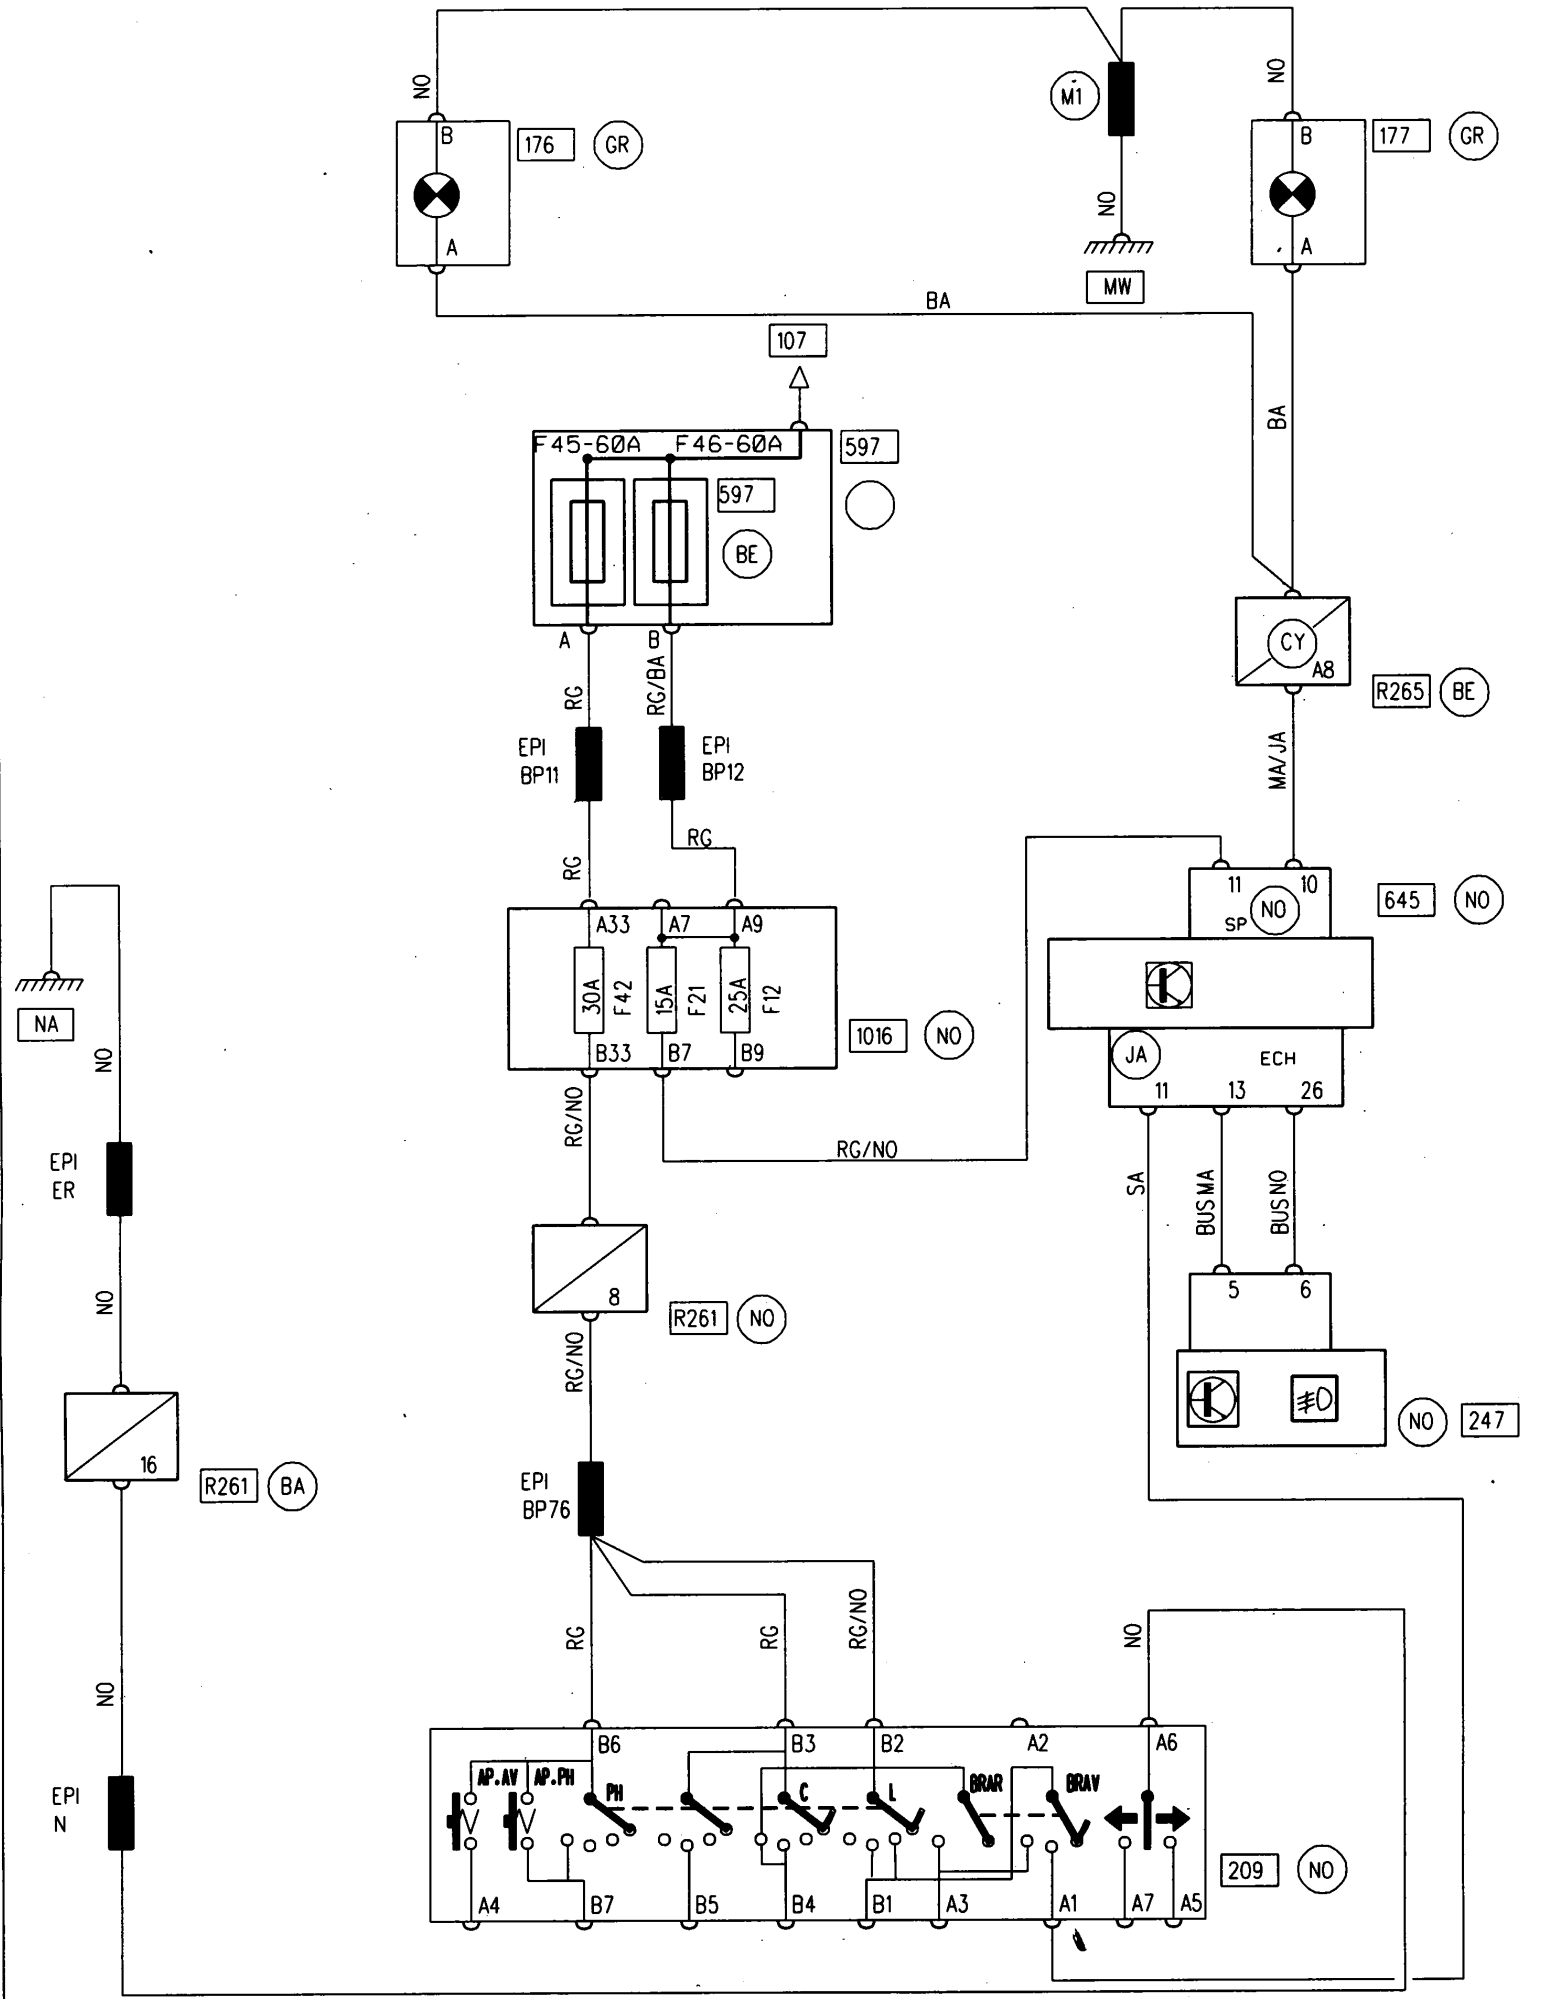 NO
M1
NO
B
176
GR
B
177
GR
NO
A
A
MW
BA
107
BA
F45-60A
F46-60A
597
597
BE
CY
A8
A
B
R265
BE
RG
RG/BA
EPI
BP11
EPI
BP12
MA/JA
RG
RG
11
10
SP
NO
645
NO
A33
A7
A9
30A
F42
15A
F21
25A
F12
B33
B7
B9
1016
NO
NA
NO
JA
ECH
11
13
26
RG/NO
RG/NO
EPI
ER
SA
BUSMA
BUSNO
NO
8
R261
NO
5
6
RG/NO
NO
247
16
R261
BA
EPI
BP76
RG
RG
RG/NO
NO
NO
B6
B3
B2
A2
A6
AP.AV
AP.PH
PH
C
L
BRAR
BRAV
EPI
N
209
NO
A4
B7
B5
B4
B1
A3
A1
A7
A5